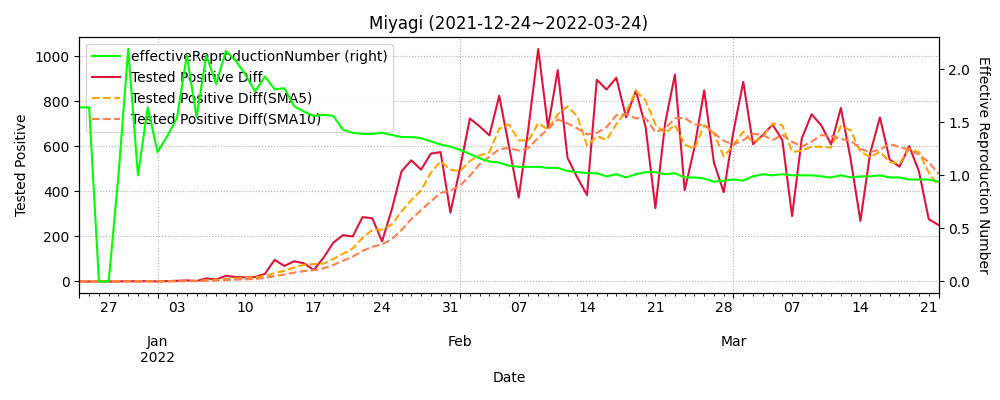 Miyagi (2021-12-24~2022-03-24)
effectiveReproductionNumber (right)
Tested Positive Diff
Tested Positive Diff(SMA5)
Tested Positive Diff(SMA10)
Tested Positive
1000
800
600
400
200
0
2.0
1.5
1.0
0.5
0.0
Effective Reproduction Number
27 03 10 17 24 31 07 14 21 28 07 14 21
Jan Feb Mar
2022
Date